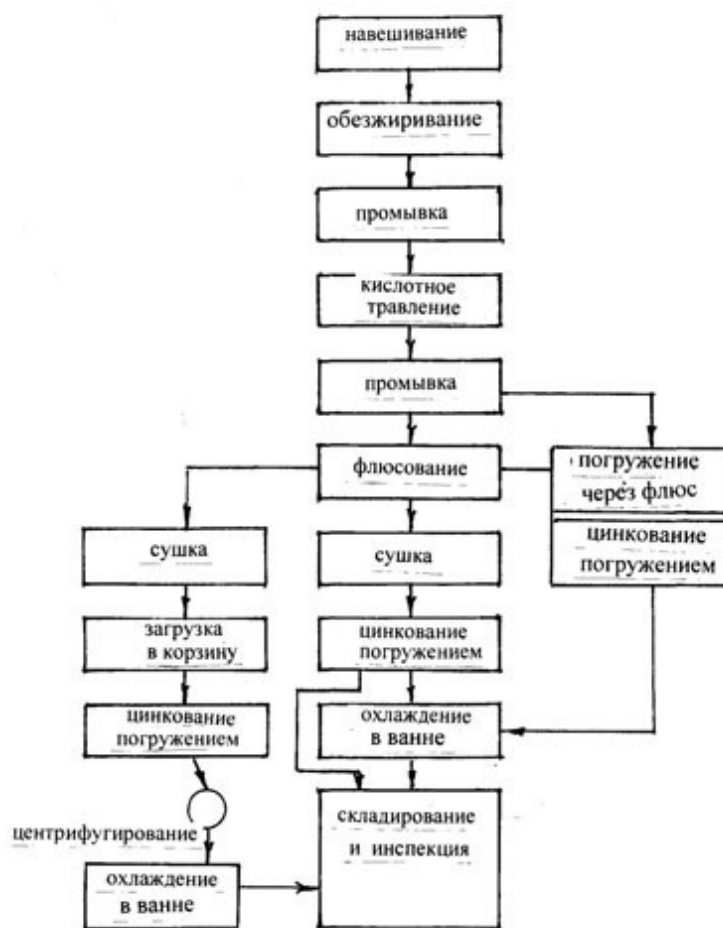 навешивание
обезжиривание
промывка
кислотное
травление
промывка
флюсование
погружение
через флюс
цинкование
погружением
сушка
сушка
загрузка
в корзину
цинкование
погружением
цинкование
погружением
охлаждение
в ванне
центрифугирование
складирование
и инспекция
охлаждение
в ванне